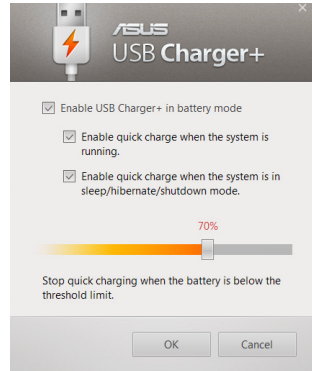 ASUS
USB Charger+
Enable USB Charger+ in battery mode
Enable quick charge when the system is
running.
Enable quick charge when the system is in
sleep/hibernate/shutdown mode.
70%
Stop quick charging when the battery is below the
threshold limit.
OK Cancel